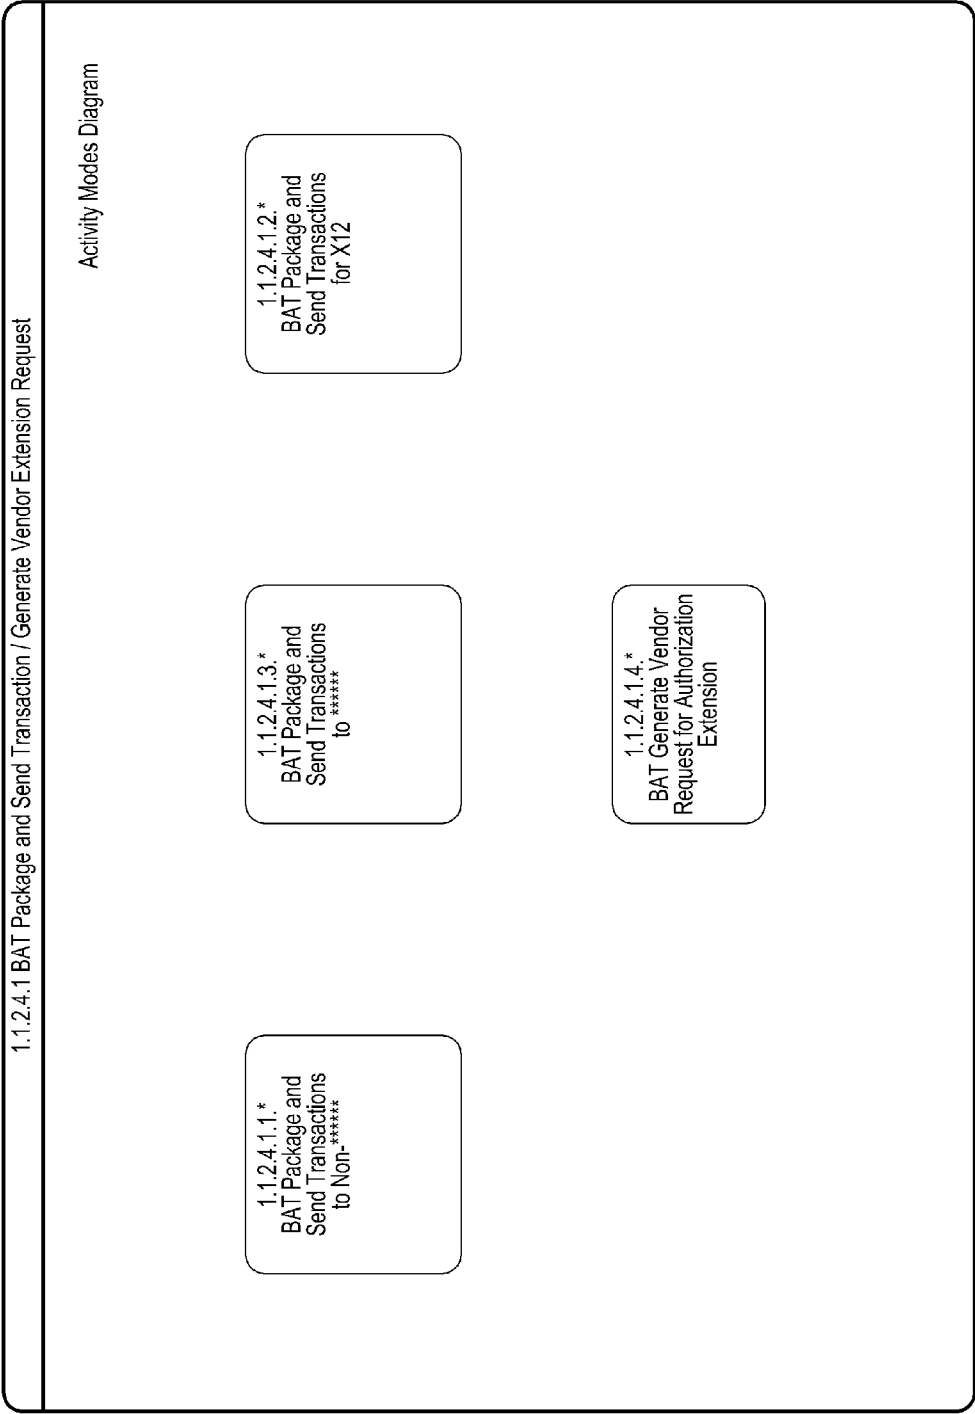 1.1.2.4.1 BAT Package and Send Transaction / Generate Vendor Extension Request
Activity Modes Diagram
1.1.2.4.1.1.*
BAT Package and
Send Transactions
to Non-******
1.1.2.4.1.3.*
BAT Package and
Send Transactions
to ******
1.1.2.4.1.2.*
BAT Package and
Send Transactions
for X12
1.1.2.4.1.4.*
BAT Generate Vendor
Request for Authorization
Extension